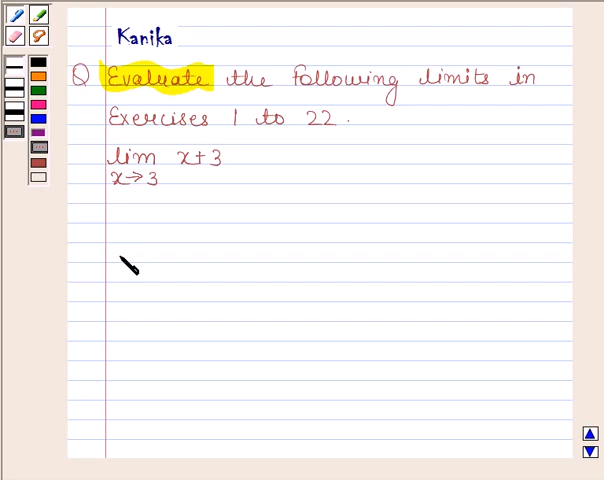 Kanika
Q Evaluate the following limits in
Exercises 1 to 22.
lim x+3
x→3